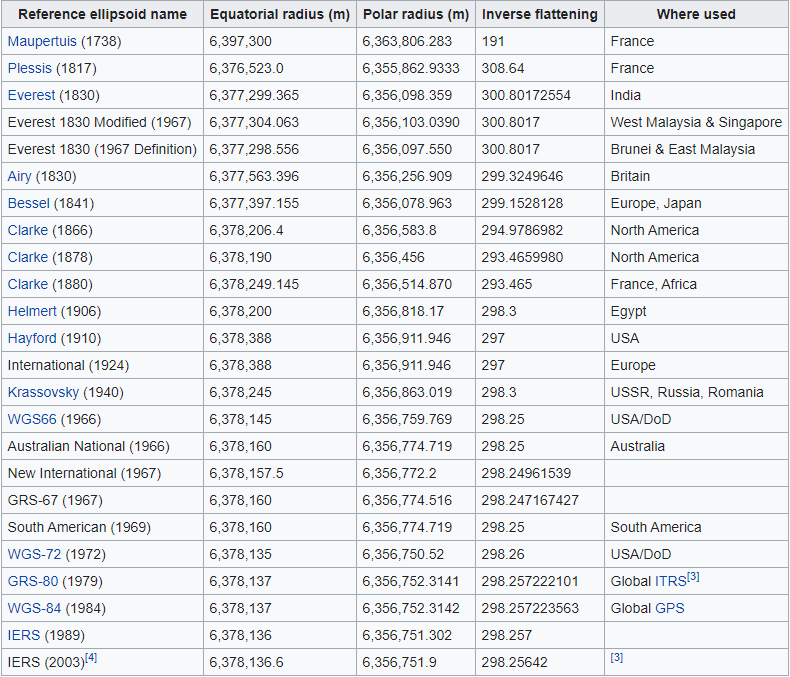 Reference ellipsoid name Equatorial radius (m) Polar radius (m) Inverse flattening Where used
Maupertuis (1738) 6,397,300 6,363,806.283 191 France
Plessis (1817) 6,376,523.0 6,355,862.9333 308.64 France
Everest (1830) 6,377,299.365 6,356,098.359 300.80172554 India
Everest 1830 Modified (1967) 6,377,304.063 6,356,103.0390 300.8017 West Malaysia & Singapore
Everest 1830 (1967 Definition) 6,377,298.556 6,356,097.550 300.8017 Brunei & East Malaysia
Airy (1830) 6,377,563.396 6,356,256.909 299.3249646 Britain
Bessel (1841) 6,377,397.155 6,356,078.963 299.1528128 Europe, Japan
Clarke (1866) 6,378,206.4 6,356,583.8 294.9786982 North America
Clarke (1878) 6,378,190 6,356,456 293.4659980 North America
Clarke (1880) 6,378,249.145 6,356,514.870 293.465 France, Africa
Helmert (1906) 6,378,200 6,356,818.17 298.3 Egypt
Hayford (1910) 6,378,388 6,356,911.946 297 USA
International (1924) 6,378,388 6,356,911.946 297 Europe
Krassovsky (1940) 6,378,245 6,356,863.019 298.3 USSR, Russia, Romania
WGS66 (1966) 6,378,145 6,356,759.769 298.25 USA/DoD
Australian National (1966) 6,378,160 6,356,774.719 298.25 Australia
New International (1967) 6,378,157.5 6,356,772.2 298.24961539
GRS-67 (1967) 6,378,160 6,356,774.516 298.247167427
South American (1969) 6,378,160 6,356,774.719 298.25 South America
WGS-72 (1972) 6,378,135 6,356,750.52 298.26 USA/DoD
GRS-80 (1979) 6,378,137 6,356,752.3141 298.257222101 Global ITRS[3]
WGS-84 (1984) 6,378,137 6,356,752.3142 298.257223563 Global GPS
IERS (1989) 6,378,136 6,356,751.302 298.257
IERS (2003)[4] 6,378,136.6 6,356,751.9 298.25642 [3]